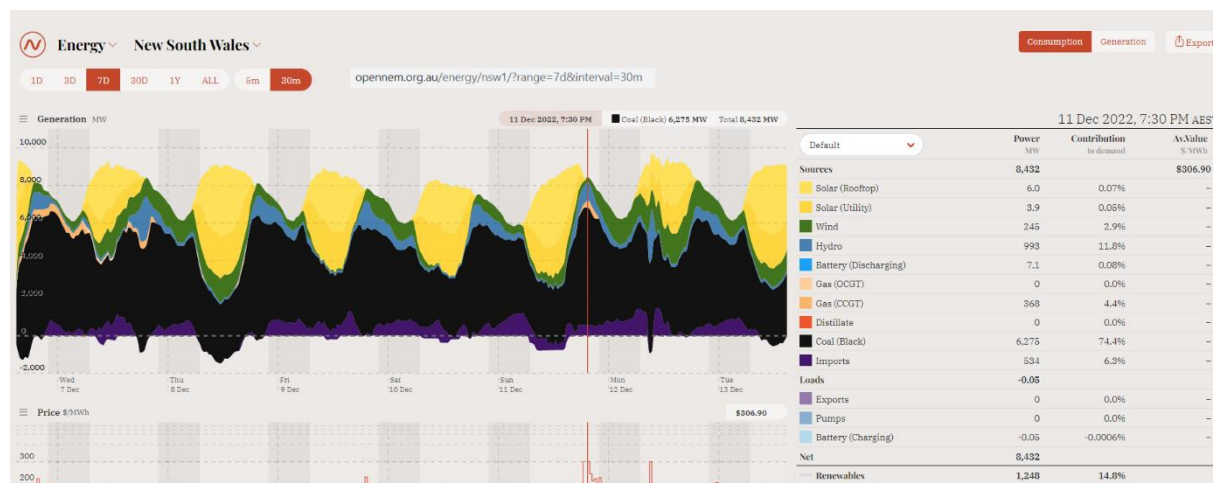 Energy New South Wales Consumption Generation Export
1D 3D 7D 30D 1Y ALL 5m 30m opennem.org.au/energy/nsw1/?range=7d&interval=30m
Generation MW 11 Dec 2022, 7:30 PM Coal (Black) 6,275 MW Total 8,432 MW
10,000
8,000
6,000
4,000
2,000
0
-2,000
Wed Thu Fri Sat Sun Mon Tue
7 Dec 8 Dec 9 Dec 10 Dec 11 Dec 12 Dec 13 Dec
Price $/MWh $306.90
300
200
11 Dec 2022, 7:30 PM AEST
Default Power Contribution Av.Value
MW to demand $/MWh
Sources 8,432 $306.90
Solar (Rooftop) 6.0 0.07% –
Solar (Utility) 3.9 0.05% –
Wind 245 2.9% –
Hydro 993 11.8% –
Battery (Discharging) 7.1 0.08% –
Gas (OCGT) 0 0.0% –
Gas (CCGT) 368 4.4% –
Distillate 0 0.0% –
Coal (Black) 6,275 74.4% –
Imports 534 6.3% –
Loads -0.05
Exports 0 0.0% –
Pumps 0 0.0% –
Battery (Charging) -0.05 -0.0006% –
Net 8,432
Renewables 1,248 14.8%